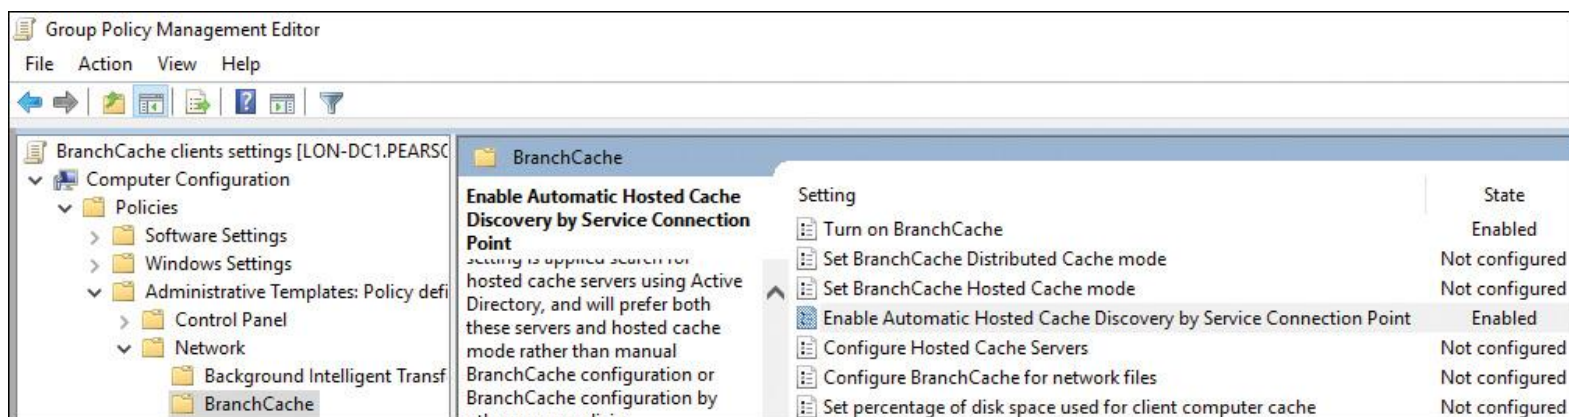 Group Policy Management Editor
File Action View Help
BranchCache clients settings [LON-DC1.PEARSO
Computer Configuration
Policies
Software Settings
Windows Settings
Administrative Templates: Policy defi
Control Panel
Network
Background Intelligent Transf
BranchCache
BranchCache
Enable Automatic Hosted Cache
Discovery by Service Connection
Point
hosted cache servers using Active
Directory, and will prefer both
these servers and hosted cache
mode rather than manual
BranchCache configuration or
BranchCache configuration by
Setting State
Turn on BranchCache Enabled
Set BranchCache Distributed Cache mode Not configured
Set BranchCache Hosted Cache mode Not configured
Enable Automatic Hosted Cache Discovery by Service Connection Point Enabled
Configure Hosted Cache Servers Not configured
Configure BranchCache for network files Not configured
Set percentage of disk space used for client computer cache Not configured